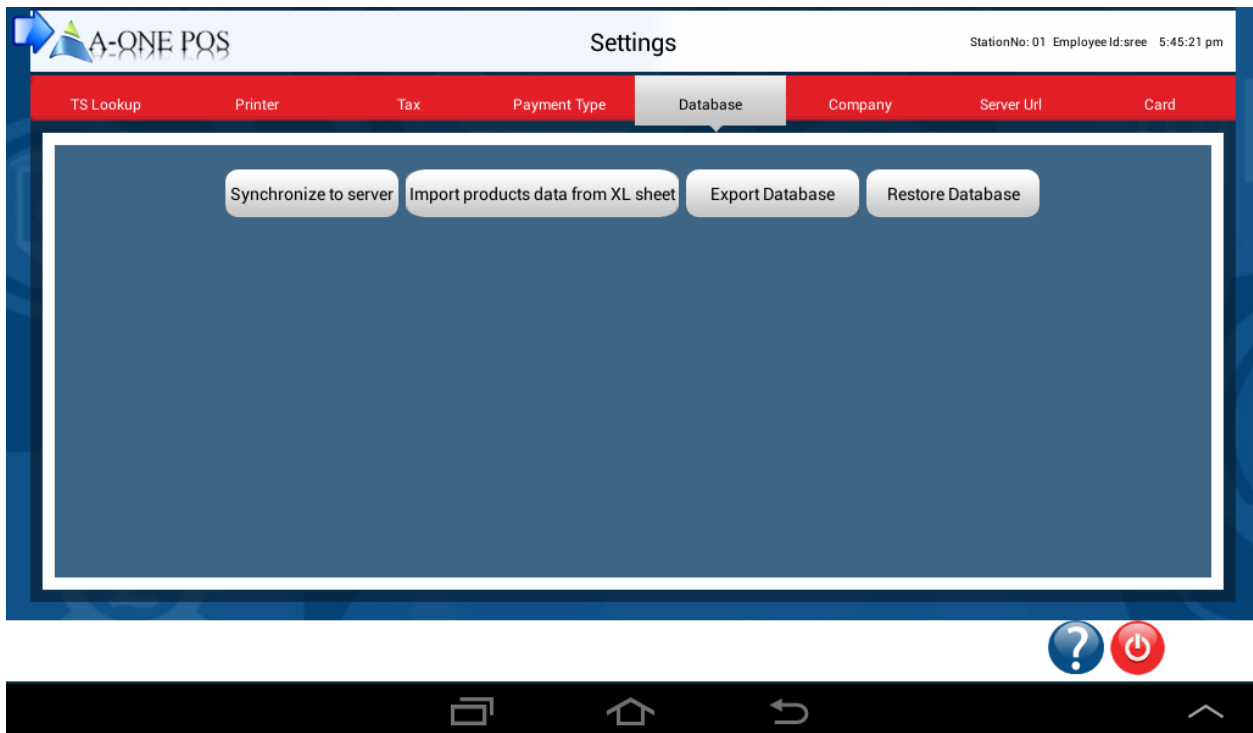 A-ONE POS
Settings
StationNo: 01 Employee Id:sree 5:45:21 pm
TS Lookup Printer Tax Payment Type Database Company Server Url Card
Synchronize to server Import products data from XL sheet Export Database Restore Database
?